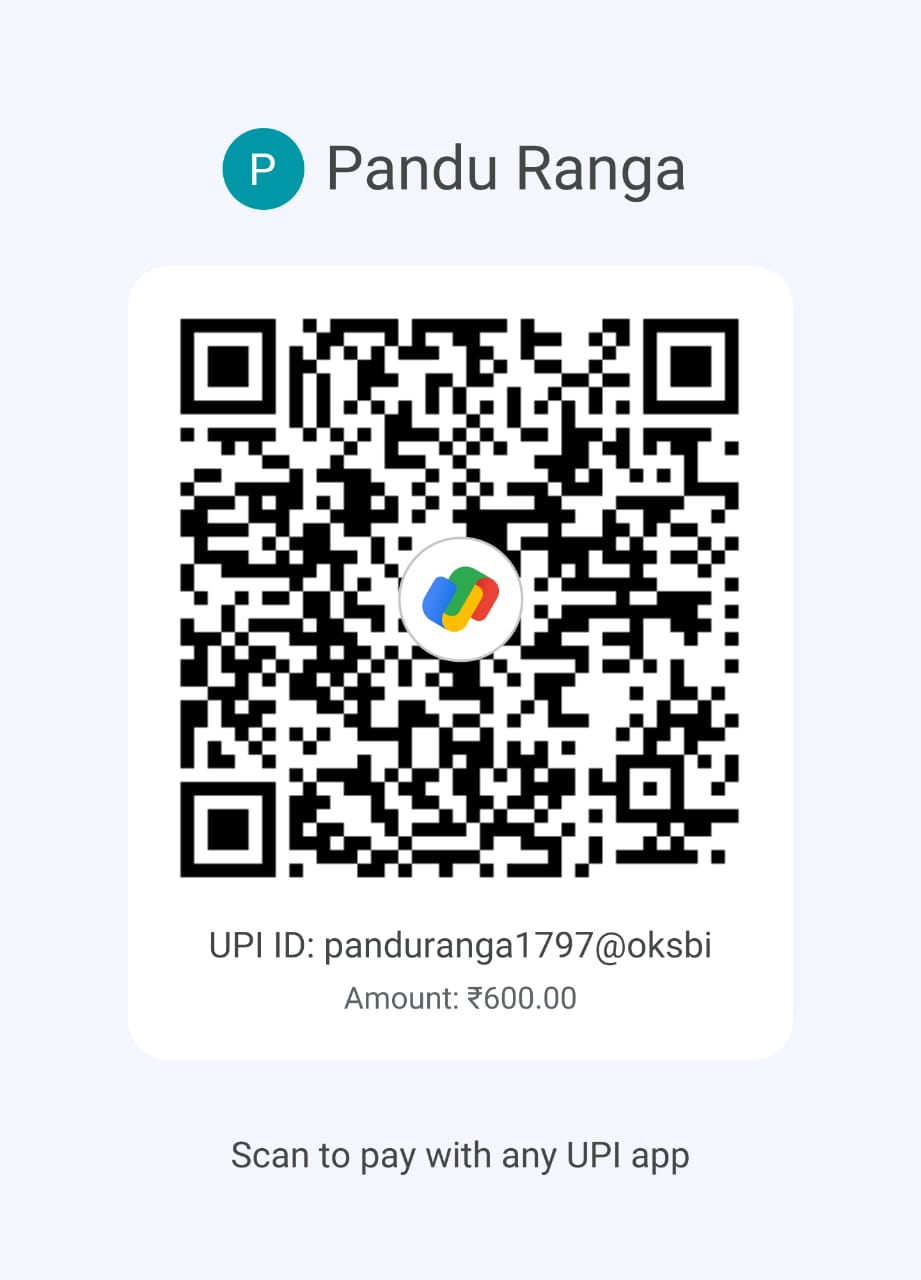 P Pandu Ranga
UPI ID: panduranga1797@oksbi
Amount: ₹600.00
Scan to pay with any UPI app